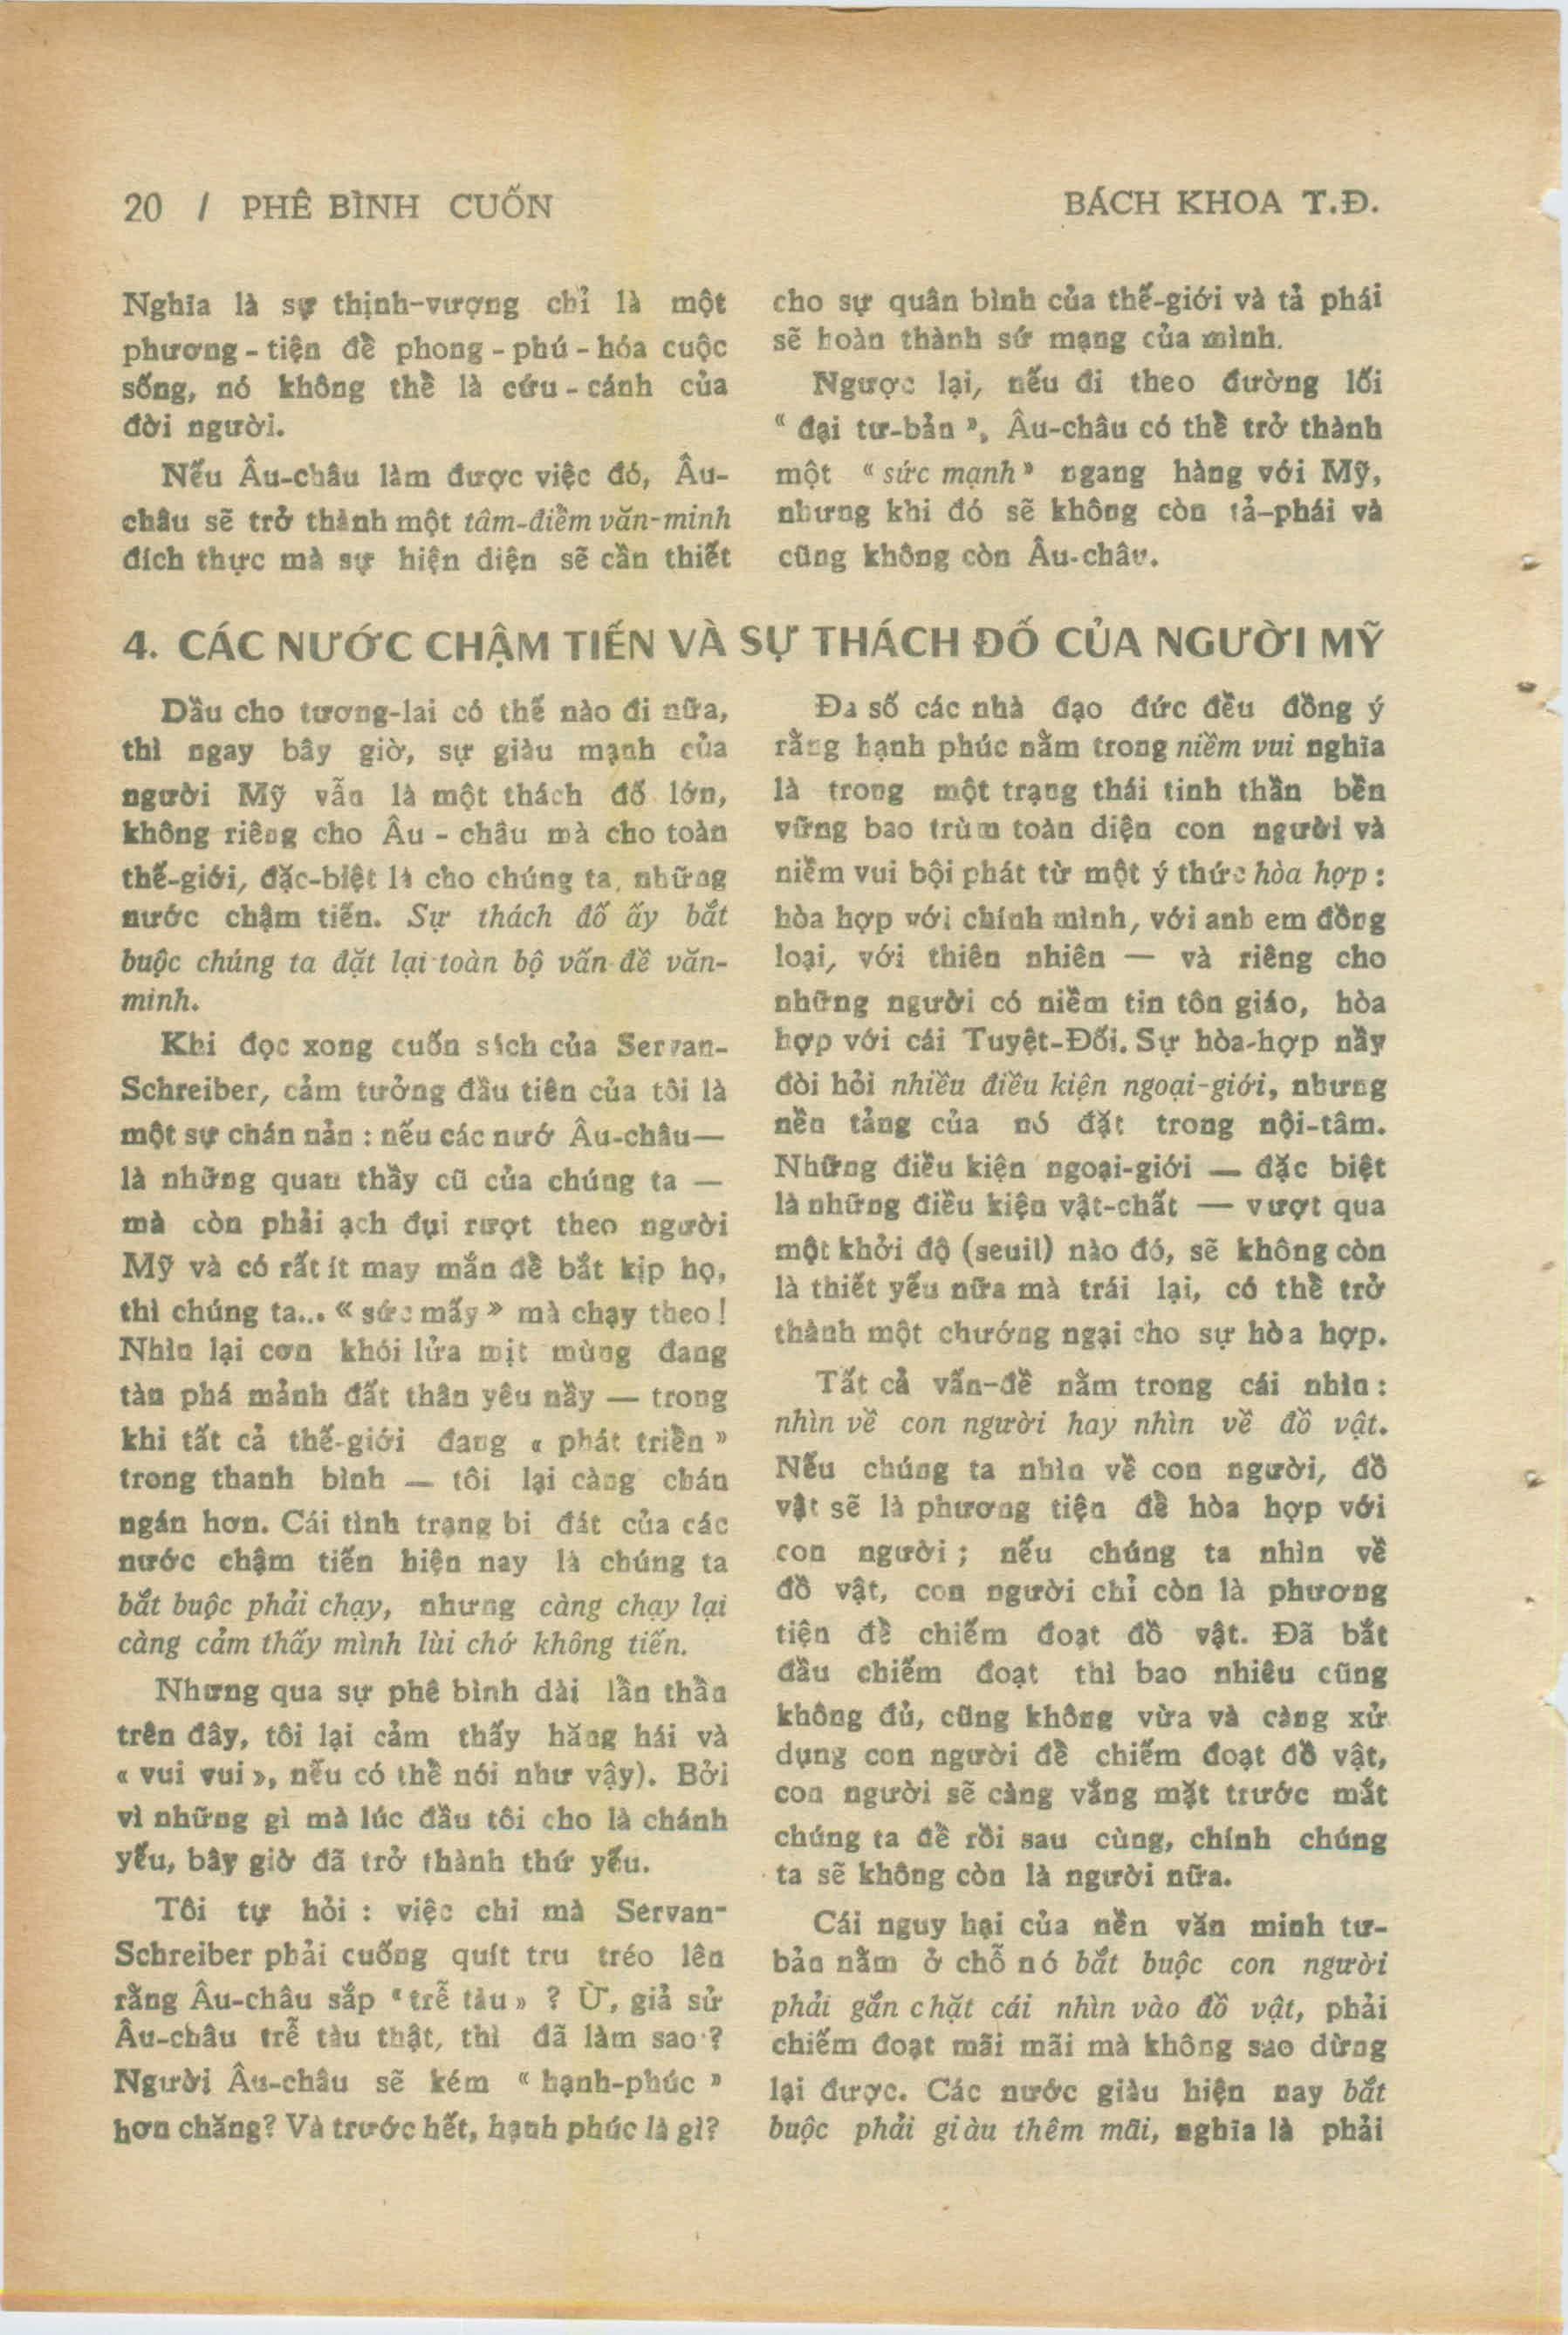 20 / PHÊ BÌNH CUỐN
BÁCH KHOA T.Đ.
Nghĩa là sự thịnh-vượng chỉ là một
phương - tiện để phong - phú - hóa cuộc
sống, nó không thể là cứu - cánh của
đời người.
Nếu Âu-châu làm được việc đó, Âu-
châu sẽ trở thành một tâm-điểm văn-minh
đích thực mà sự hiện diện sẽ cần thiết
cho sự quân bình của thế-giới và tả phái
sẽ hoàn thành sứ mạng của mình.
Ngược lại, nếu đi theo đường lối
« đại tư-bản », Âu-châu có thể trở thành
một « sức mạnh » ngang hàng với Mỹ,
nhưng khi đó sẽ không còn tả-phái và
cũng không còn Âu-châu.
4. CÁC NƯỚC CHẬM TIẾN VÀ SỰ THÁCH ĐỐ CỦA NGƯỜI MỸ
Dầu cho tương-lai có thế nào đi nữa,
thì ngay bây giờ, sự giàu mạnh của
người Mỹ vẫn là một thách đố lớn,
không riêng cho Âu - châu mà cho toàn
thế-giới, đặc-biệt là cho chúng ta, những
nước chậm tiến. Sự thách đố ấy bắt
buộc chúng ta đặt lại toàn bộ vấn đề văn-
minh.
Khi đọc xong cuốn sách của Servan-
Schreiber, cảm tưởng đầu tiên của tôi là
một sự chán nản : nếu các nướ Âu-châu—
là những quan thầy cũ của chúng ta —
mà còn phải ạch đụi rượt theo người
Mỹ và có rất ít may mắn để bắt kịp họ,
thì chúng ta... « sức mấy » mà chạy theo !
Nhìn lại cơn khói lửa mịt mùng đang
tàn phá mảnh đất thân yêu nầy — trong
khi tất cả thế-giới đang « phát triển »
trong thanh bình — tôi lại càng chán
ngán hơn. Cái tình trạng bi đát của các
nước chậm tiến hiện nay là chúng ta
bắt buộc phải chạy, nhưng càng chạy lại
càng cảm thấy mình lùi chớ không tiến.
Nhưng qua sự phê bình dài lần thần
trên đây, tôi lại cảm thấy hăng hái và
« vui vui », nếu có thể nói như vậy). Bởi
vì những gì mà lúc đầu tôi cho là chánh
yếu, bây giờ đã trở thành thứ yếu.
Tôi tự hỏi : việc chi mà Servan-
Schreiber phải cuống quít tru tréo lên
rằng Âu-châu sắp « trễ tàu » ? Ừ, giả sử
Âu-châu trễ tàu thật, thì đã làm sao ?
Người Âu-châu sẽ kém « hạnh-phúc »
hơn chăng? Và trước hết, hạnh phúc là gì?
Đa số các nhà đạo đức đều đồng ý
rằng hạnh phúc nằm trong niềm vui nghĩa
là trong một trạng thái tinh thần bền
vững bao trùm toàn diện con người và
niềm vui bội phát từ một ý thức hòa hợp :
hòa hợp với chính mình, với anh em đồng
loại, với thiên nhiên — và riêng cho
những người có niềm tin tôn giáo, hòa
hợp với cái Tuyệt-Đối. Sự hòa-hợp nầy
đòi hỏi nhiều điều kiện ngoại-giới, nhưng
nền tảng của nó đặt trong nội-tâm.
Những điều kiện ngoại-giới — đặc biệt
là những điều kiện vật-chất — vượt qua
một khởi độ (seuil) nào đó, sẽ không còn
là thiết yếu nữa mà trái lại, có thể trở
thành một chướng ngại cho sự hòa hợp.
Tất cả vấn-đề nằm trong cái nhìn :
nhìn về con người hay nhìn về đồ vật.
Nếu chúng ta nhìn về con người, đồ
vật sẽ là phương tiện để hòa hợp với
con người ; nếu chúng ta nhìn về
đồ vật, con người chỉ còn là phương
tiện để chiếm đoạt đồ vật. Đã bắt
đầu chiếm đoạt thì bao nhiêu cũng
không đủ, cũng không vừa và càng xử
dụng con người để chiếm đoạt đồ vật,
con người sẽ càng vắng mặt trước mắt
chúng ta để rồi sau cùng, chính chúng
ta sẽ không còn là người nữa.
Cái nguy hại của nền văn minh tư-
bản nằm ở chỗ nó bắt buộc con người
phải gắn chặt cái nhìn vào đồ vật, phải
chiếm đoạt mãi mãi mà không sao dừng
lại được. Các nước giàu hiện nay bắt
buộc phải giàu thêm mãi, nghĩa là phải